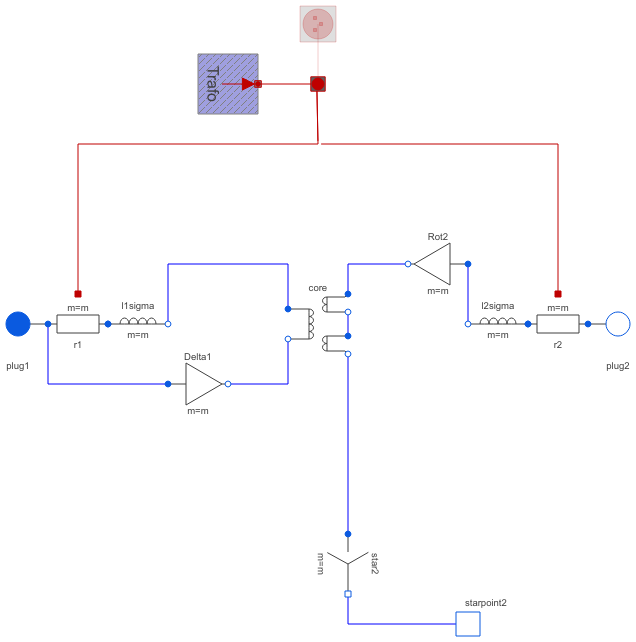 Trafo
Rot2
core
m=m
m=m
l1sigma
l2sigma
m=m
r1
m=m
m=m
r2
plug1
Delta1
plug2
m=m
m=m
star2
starpoint2